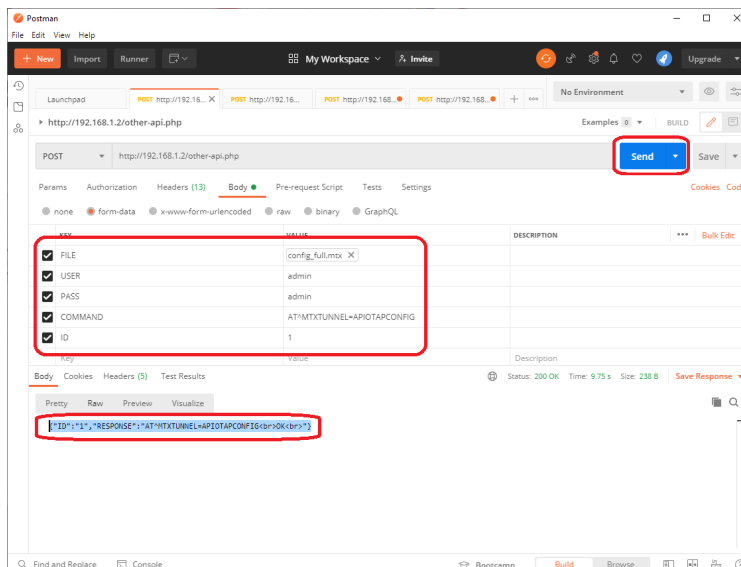 Postman
File Edit View Help
+ New Import Runner My Workspace Invite Upgrade
Launchpad POST http://192.16... POST http://192.16... POST http://192.168... POST http://192.168... No Environment
http://192.168.1.2/other-api.php Examples 0 BUILD
POST http://192.168.1.2/other-api.php Send Save
Params Authorization Headers (13) Body Pre-request Script Tests Settings Cookies Cod
none form-data x-www-form-urlencoded raw binary GraphQL
KEY VALUE DESCRIPTION Bulk Edit
FILE config_full.mtx
USER admin
PASS admin
COMMAND AT^MTXTUNNEL=APIOTAPCONFIG
ID 1
Key Value Description
Body Cookies Headers (5) Test Results Status: 200 OK Time: 9.75 s Size: 238 B Save Response
Pretty Raw Preview Visualize
{"ID":"1","RESPONSE":"AT^MTXTUNNEL=APIOTAPCONFIG<br>OK<br>"}
Find and Replace Console Bootcamp Build Browse